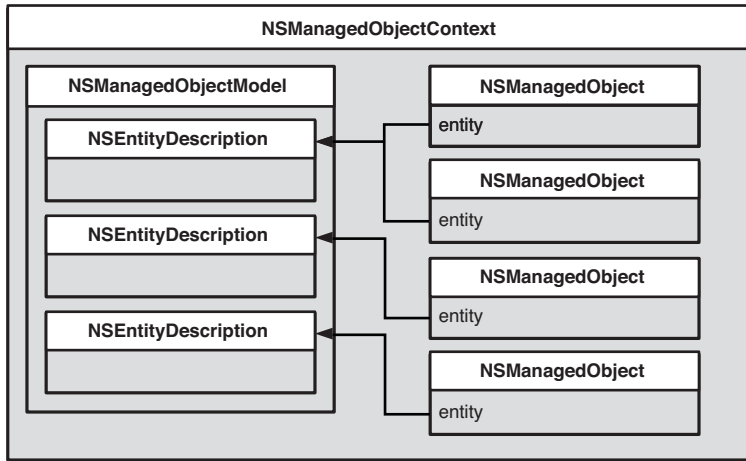 NSManagedObjectContext
NSManagedObjectModel
NSEntityDescription
NSEntityDescription
NSEntityDescription
NSManagedObject
entity
NSManagedObject
entity
NSManagedObject
entity
NSManagedObject
entity